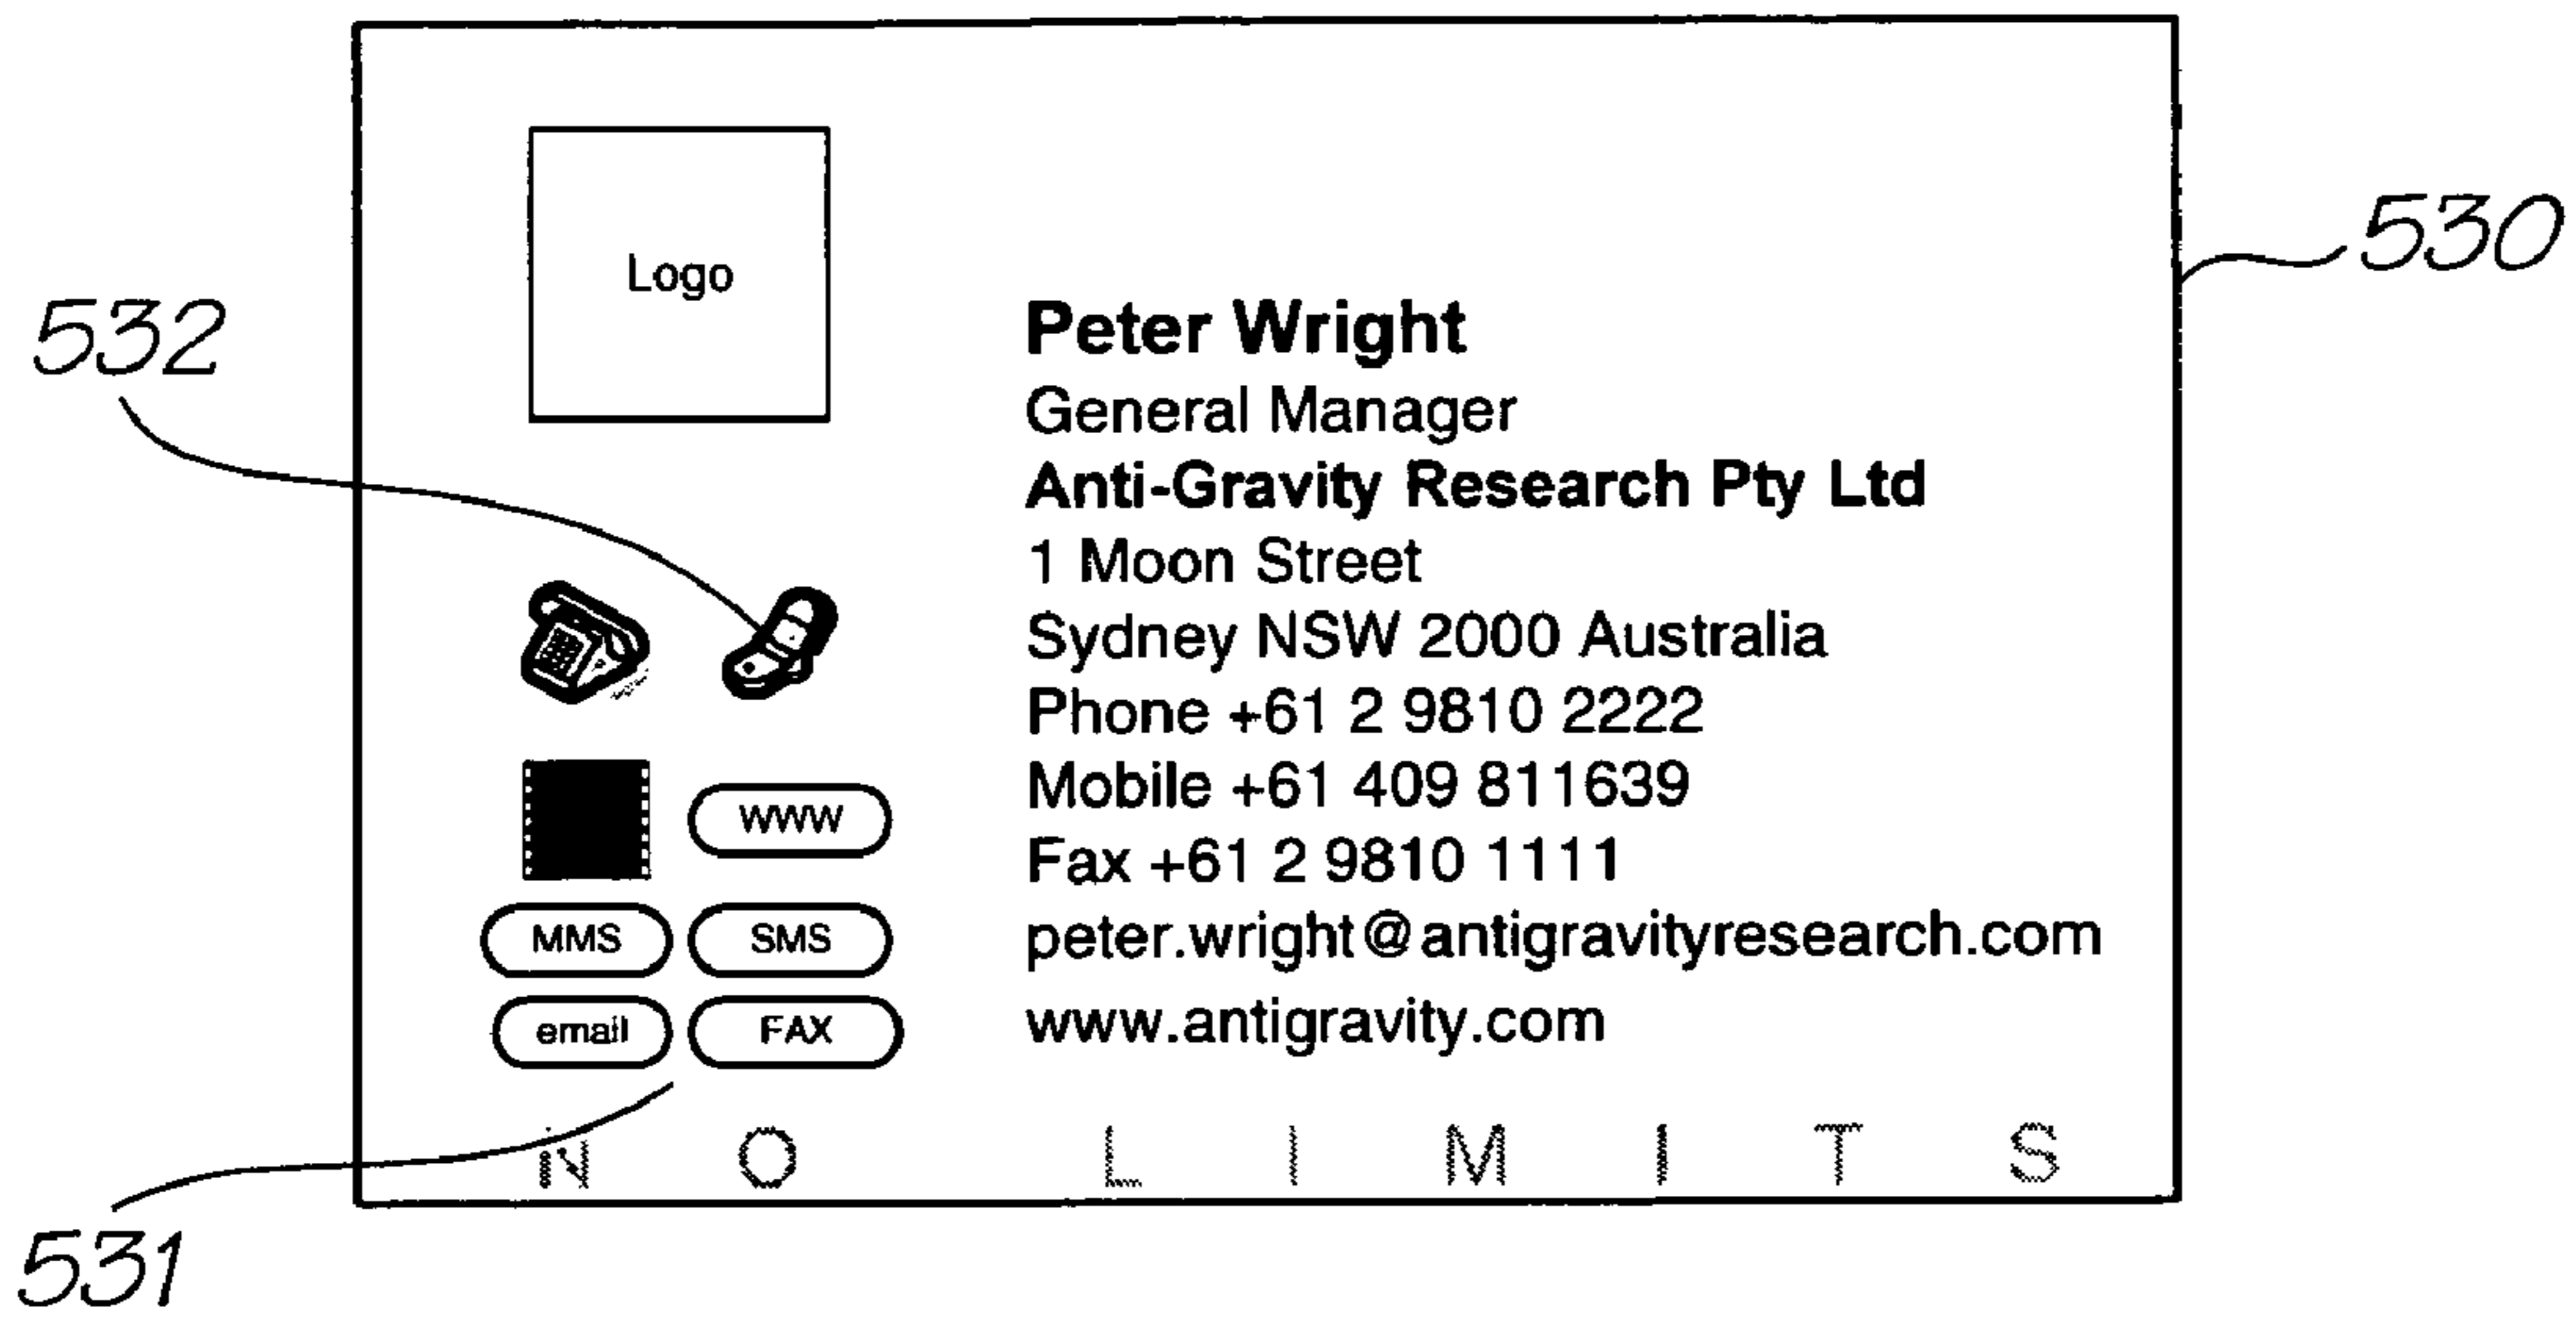 530
532
Logo
Peter Wright
General Manager
Anti-Gravity Research Pty Ltd
1 Moon Street
Sydney NSW 2000 Australia
Phone +61 2 9810 2222
Mobile +61 409 811639
Fax +61 2 9810 1111
peter.wright@antigravityresearch.com
www.antigravity.com
WWW
MMS SMS
email FAX
NO LIMITS
531